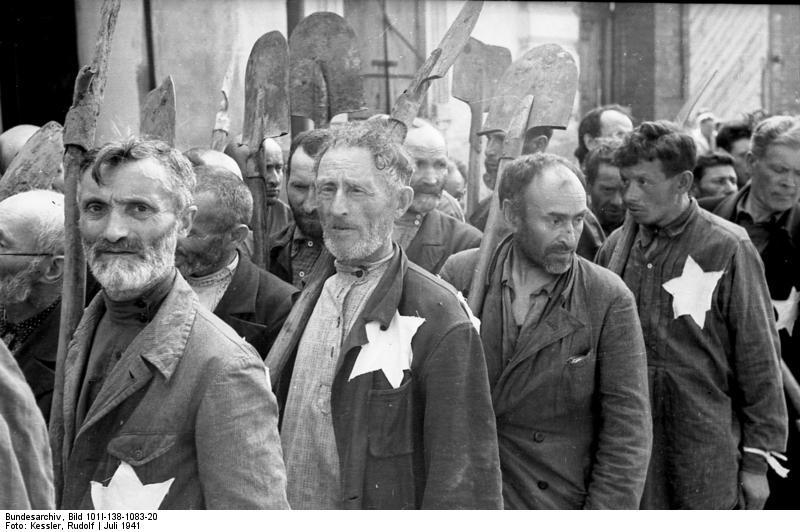 Bundesarchiv, Bild 101I-138-1083-20
Foto: Kessler, Rudolf | Juli 1941